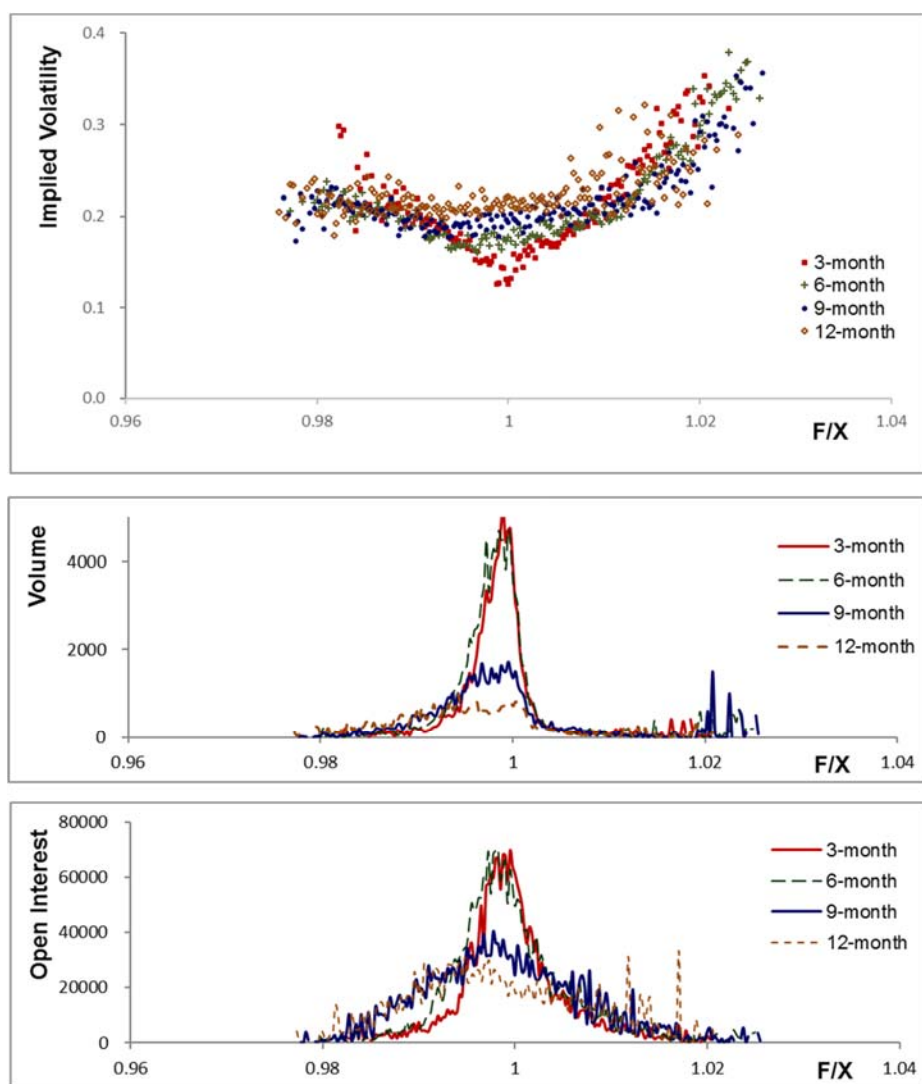 0.4
Implied Volatility
0.3
0.2
3-month
6-month
0.1
9-month
12-month
0.0
0.96 0.98 1 1.02 1.04
F/X
Volume
4000
3-month
6-month
2000
9-month
12-month
0
0.96 0.98 1 1.02 1.04
F/X
80000
Open Interest
3-month
60000
6-month
40000
9-month
12-month
20000
0
0.96 0.98 1 1.02 1.04
F/X